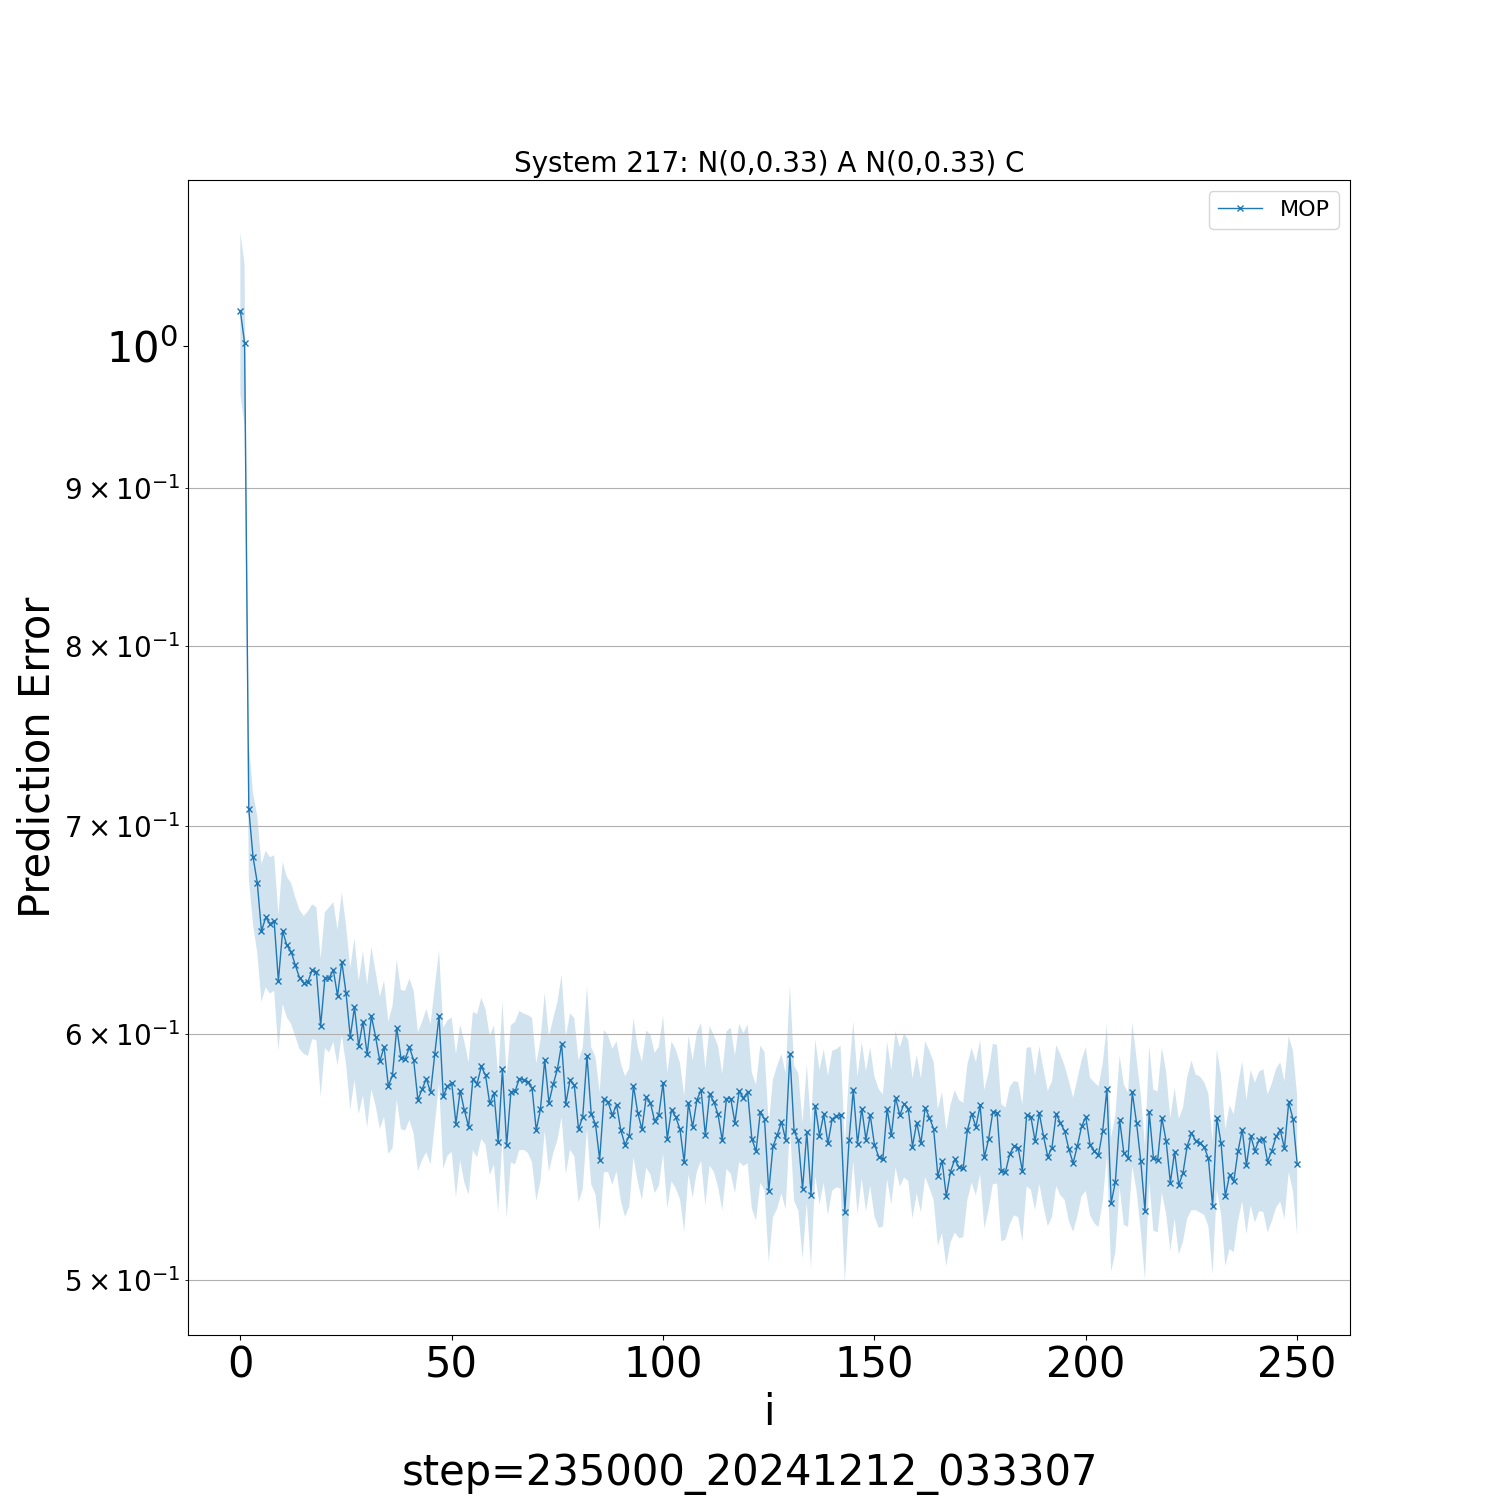 System 217: N(0,0.33) A N(0,0.33) C
MOP
10⁰
9 × 10⁻¹
8 × 10⁻¹
7 × 10⁻¹
6 × 10⁻¹
5 × 10⁻¹
Prediction Error
0 50 100 150 200 250
i
step=235000_20241212_033307